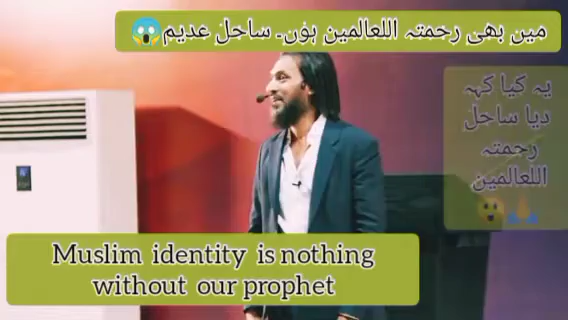 میں بھی رحمتہ اللعالمین ہوں۔ ساحل عدیم😱
یہ کیا کہہ
دیا ساحل
رحمتہ
اللعالمین
😲🙏
Muslim identity is nothing
without our prophet